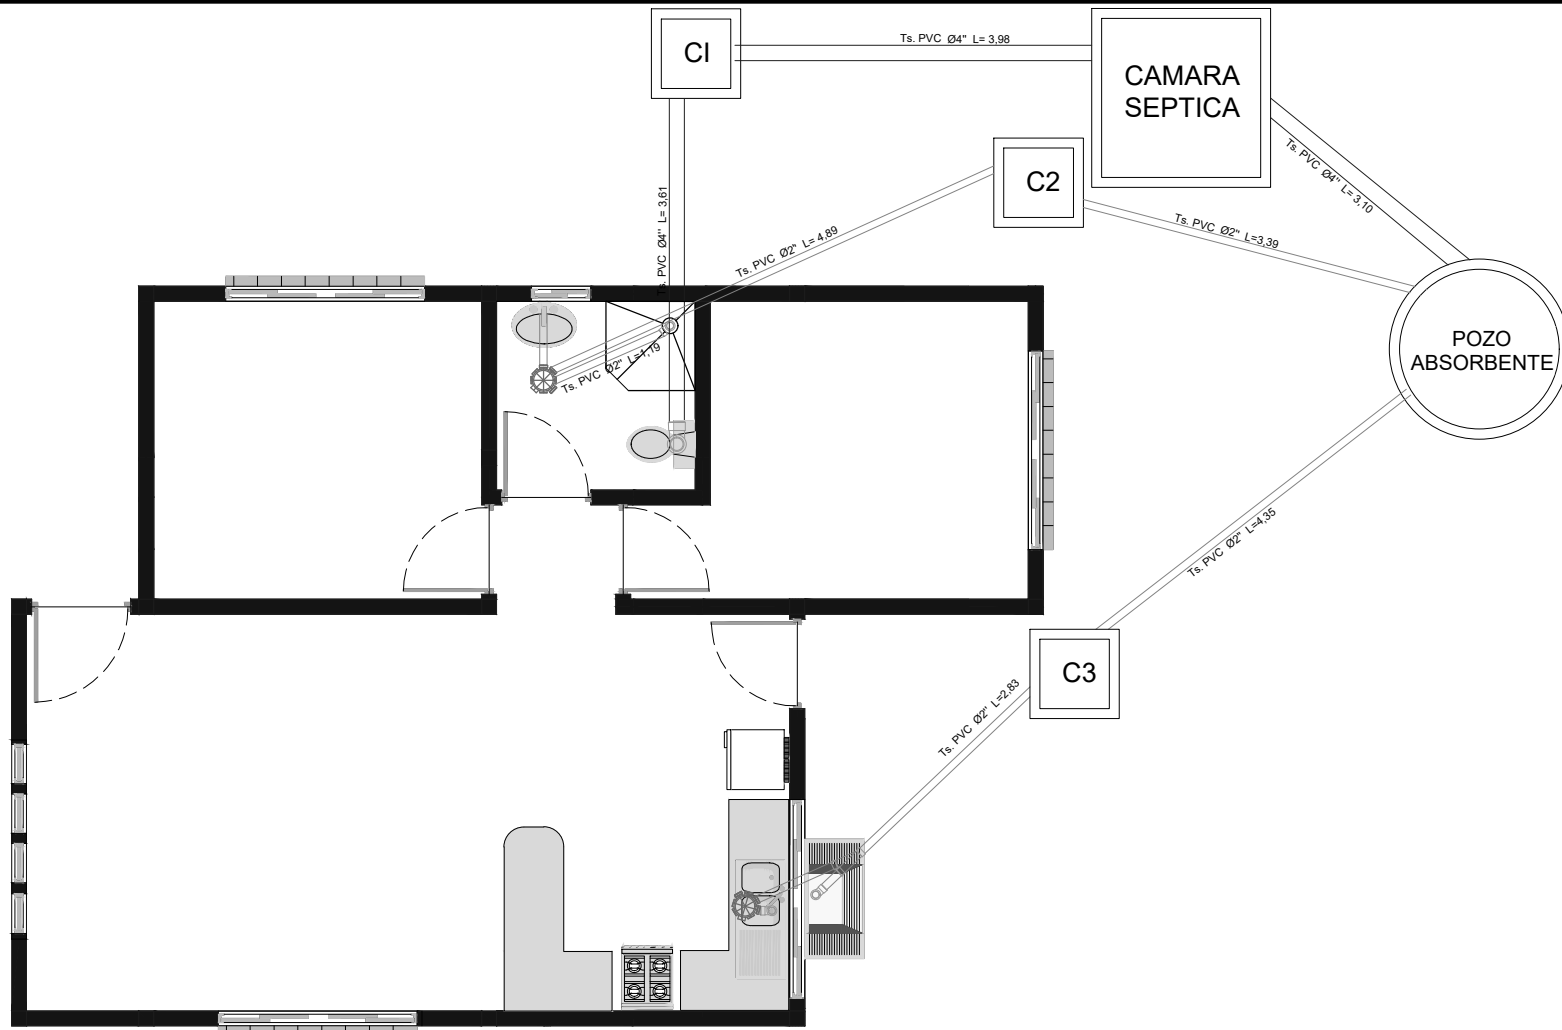 CI
Ts. PVC Ø4" L= 3,98
CAMARA
SEPTICA
Ts. PVC Ø4" L= 3,10
C2
Ts. PVC Ø2" L=3,39
Ts. PVC Ø4" L= 3,61
Ts. PVC Ø2" L= 4,89
Ts. PVC Ø2" L=1,19
POZO
ABSORBENTE
Ts. PVC Ø2" L=4,35
C3
Ts. PVC Ø2" L=2,83